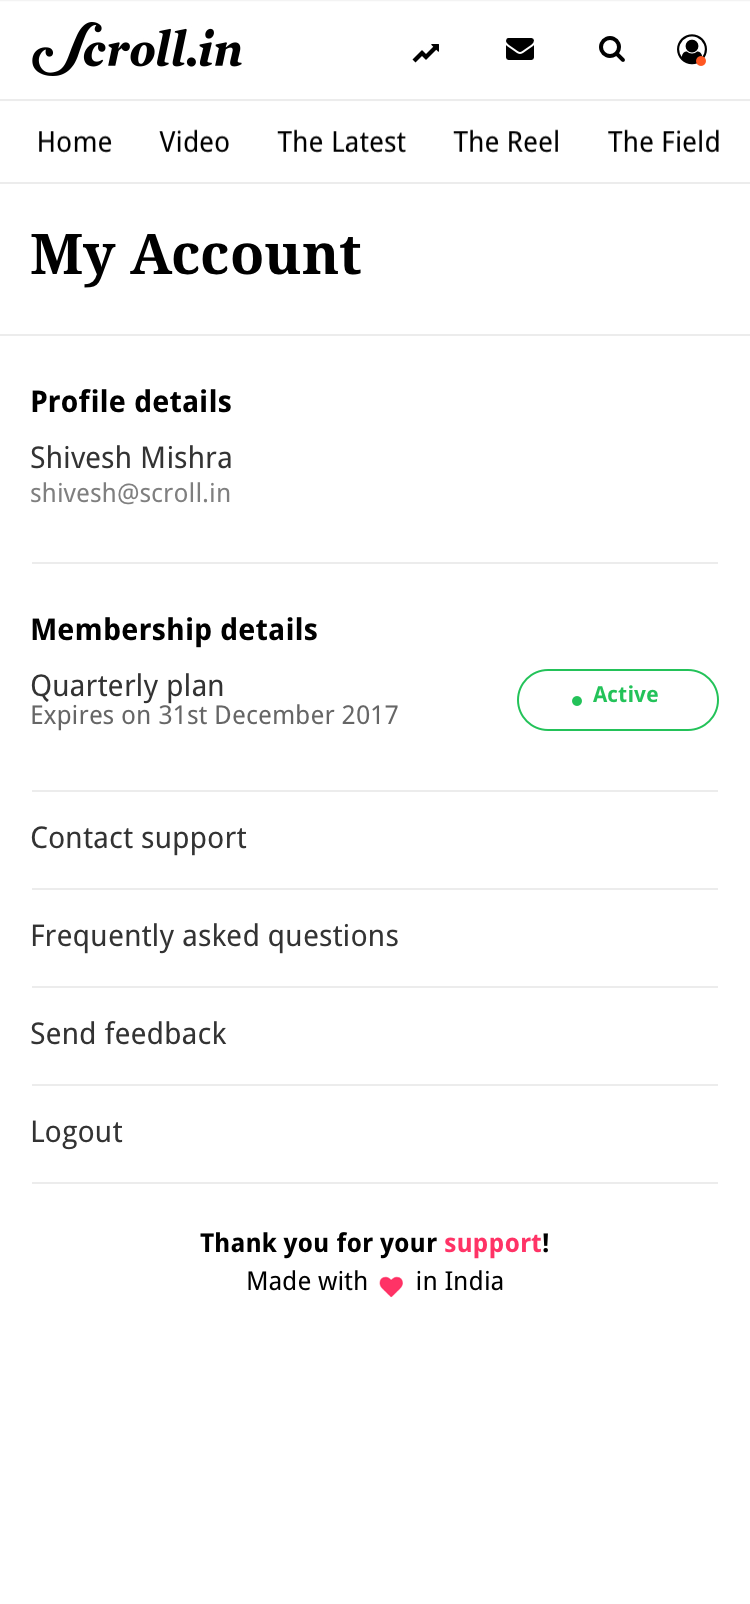 Scroll.in
Home Video The Latest The Reel The Field
My Account
Profile details
Shivesh Mishra
shivesh@scroll.in
Membership details
Quarterly plan
Expires on 31st December 2017
Active
Contact support
Frequently asked questions
Send feedback
Logout
Thank you for your support!
Made with in India